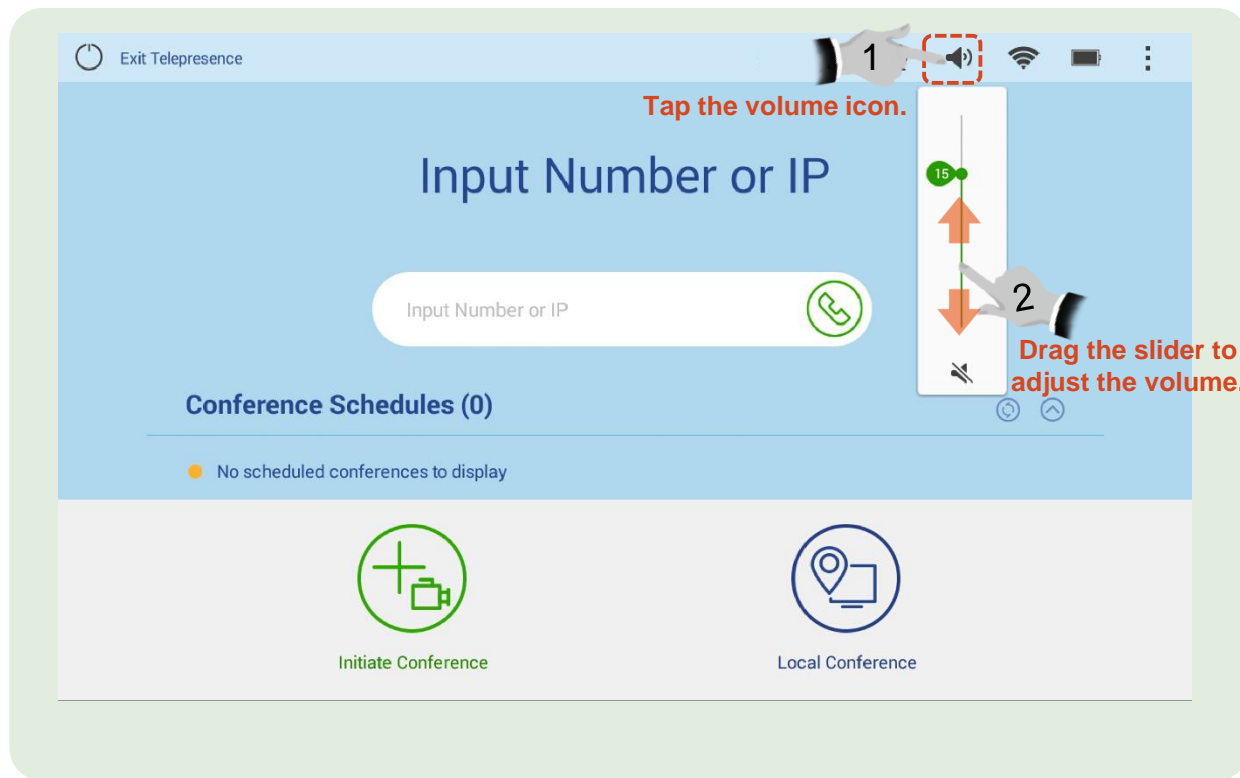 Exit Telepresence
1
Tap the volume icon.
Input Number or IP
15
Input Number or IP
2
Drag the slider to
adjust the volume.
Conference Schedules (0)
No scheduled conferences to display
Initiate Conference
Local Conference